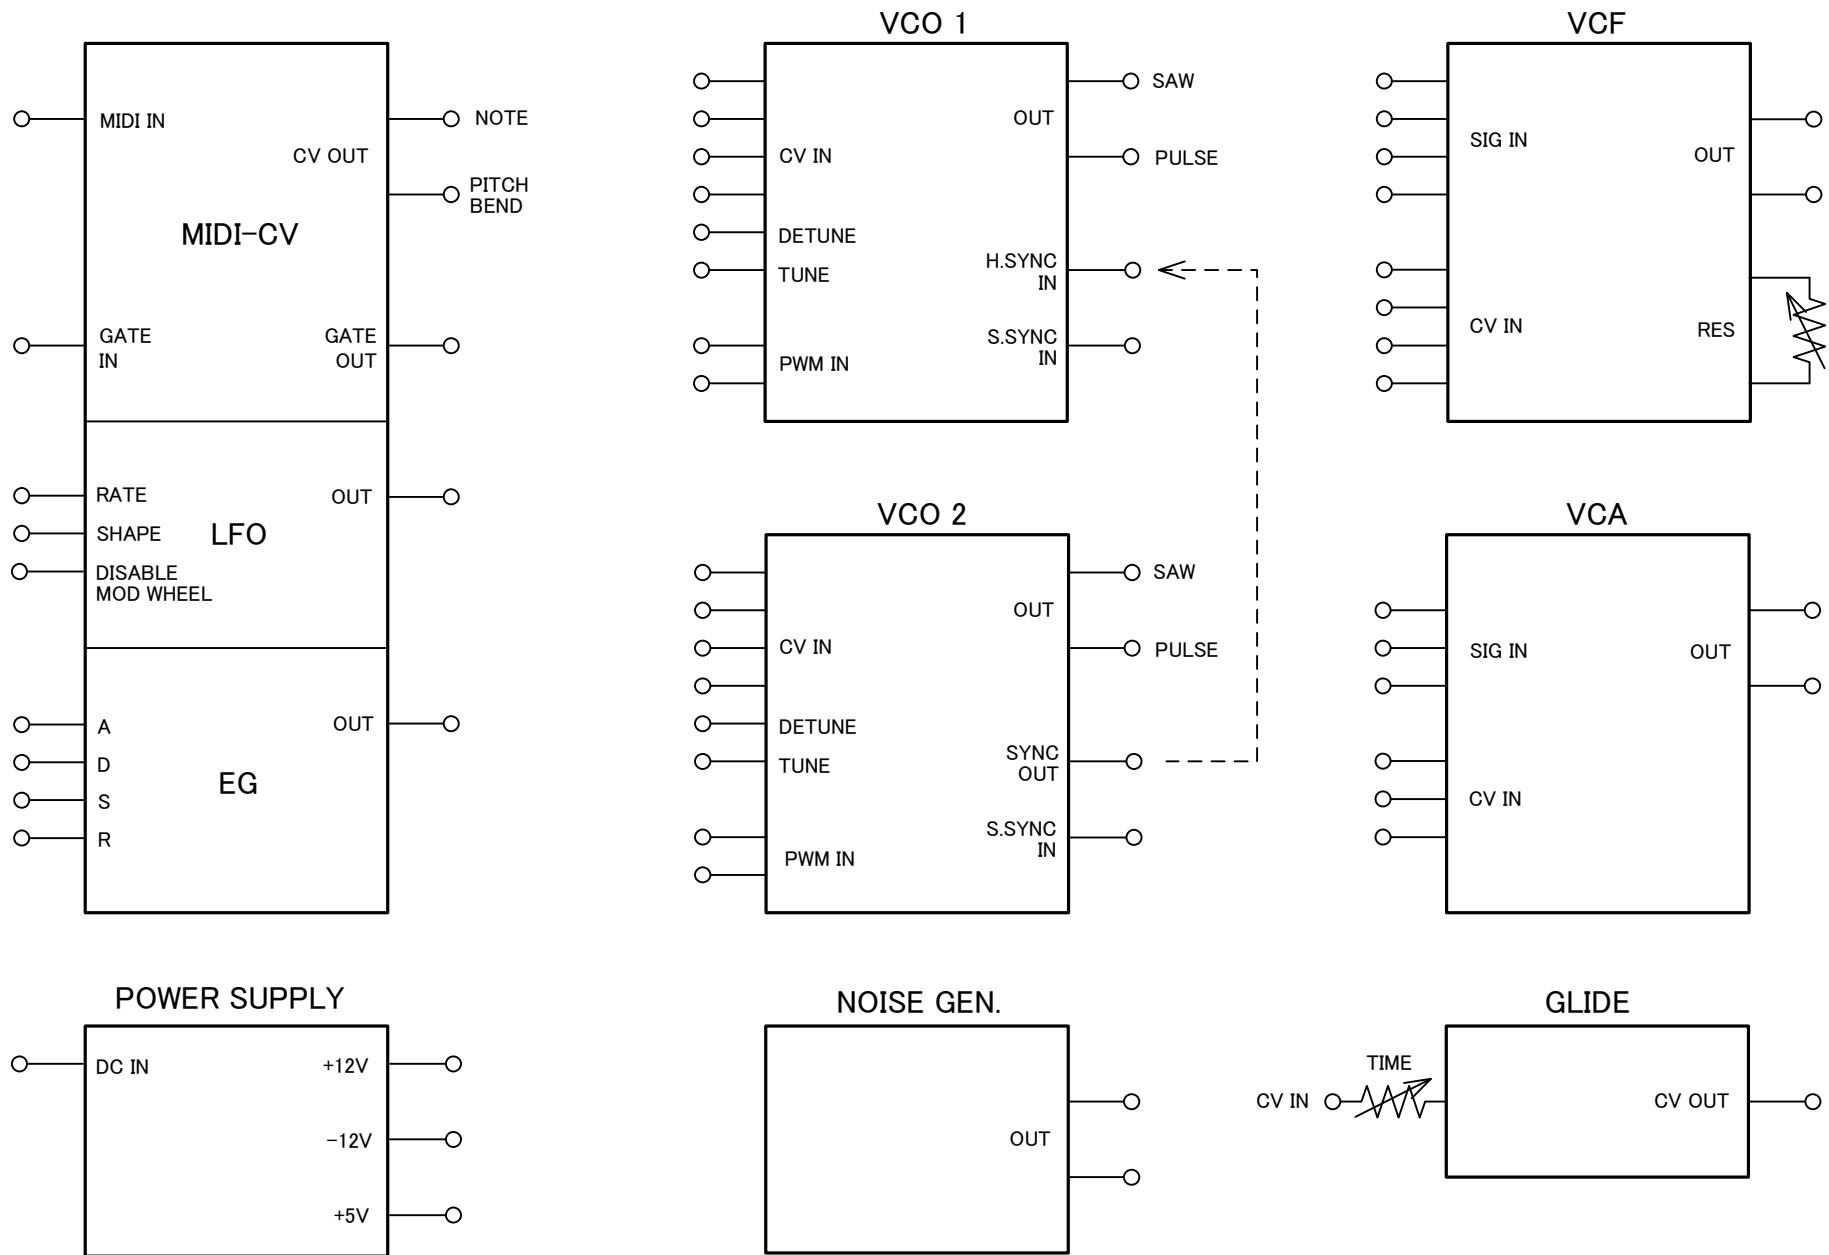 MIDI IN
NOTE
CV OUT
PITCH
BEND
MIDI-CV
GATE
IN
GATE
OUT
RATE
OUT
SHAPE
LFO
DISABLE
MOD WHEEL
A
OUT
D
EG
S
R
POWER SUPPLY
DC IN
+12V
-12V
+5V
VCO 1
SAW
OUT
CV IN
PULSE
DETUNE
TUNE
H.SYNC
IN
S.SYNC
IN
PWM IN
VCO 2
SAW
OUT
CV IN
PULSE
DETUNE
TUNE
SYNC
OUT
S.SYNC
IN
PWM IN
NOISE GEN.
OUT
VCF
SIG IN
OUT
CV IN
RES
VCA
SIG IN
OUT
CV IN
GLIDE
TIME
CV IN
CV OUT